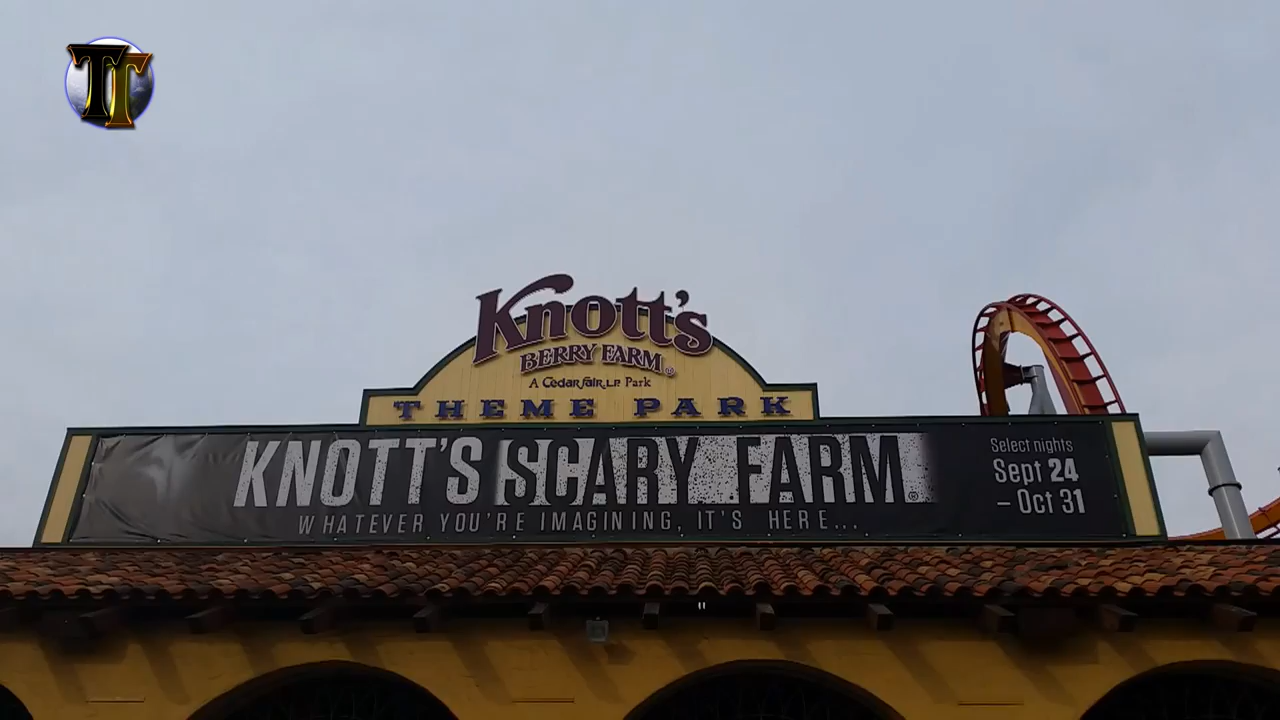 TT
Knott's
BERRY FARM®
A Cedar Fair, L.P. Park
THEME PARK
KNOTT'S SCARY FARM®
WHATEVER YOU'RE IMAGINING, IT'S HERE...
Select nights
Sept 24
– Oct 31